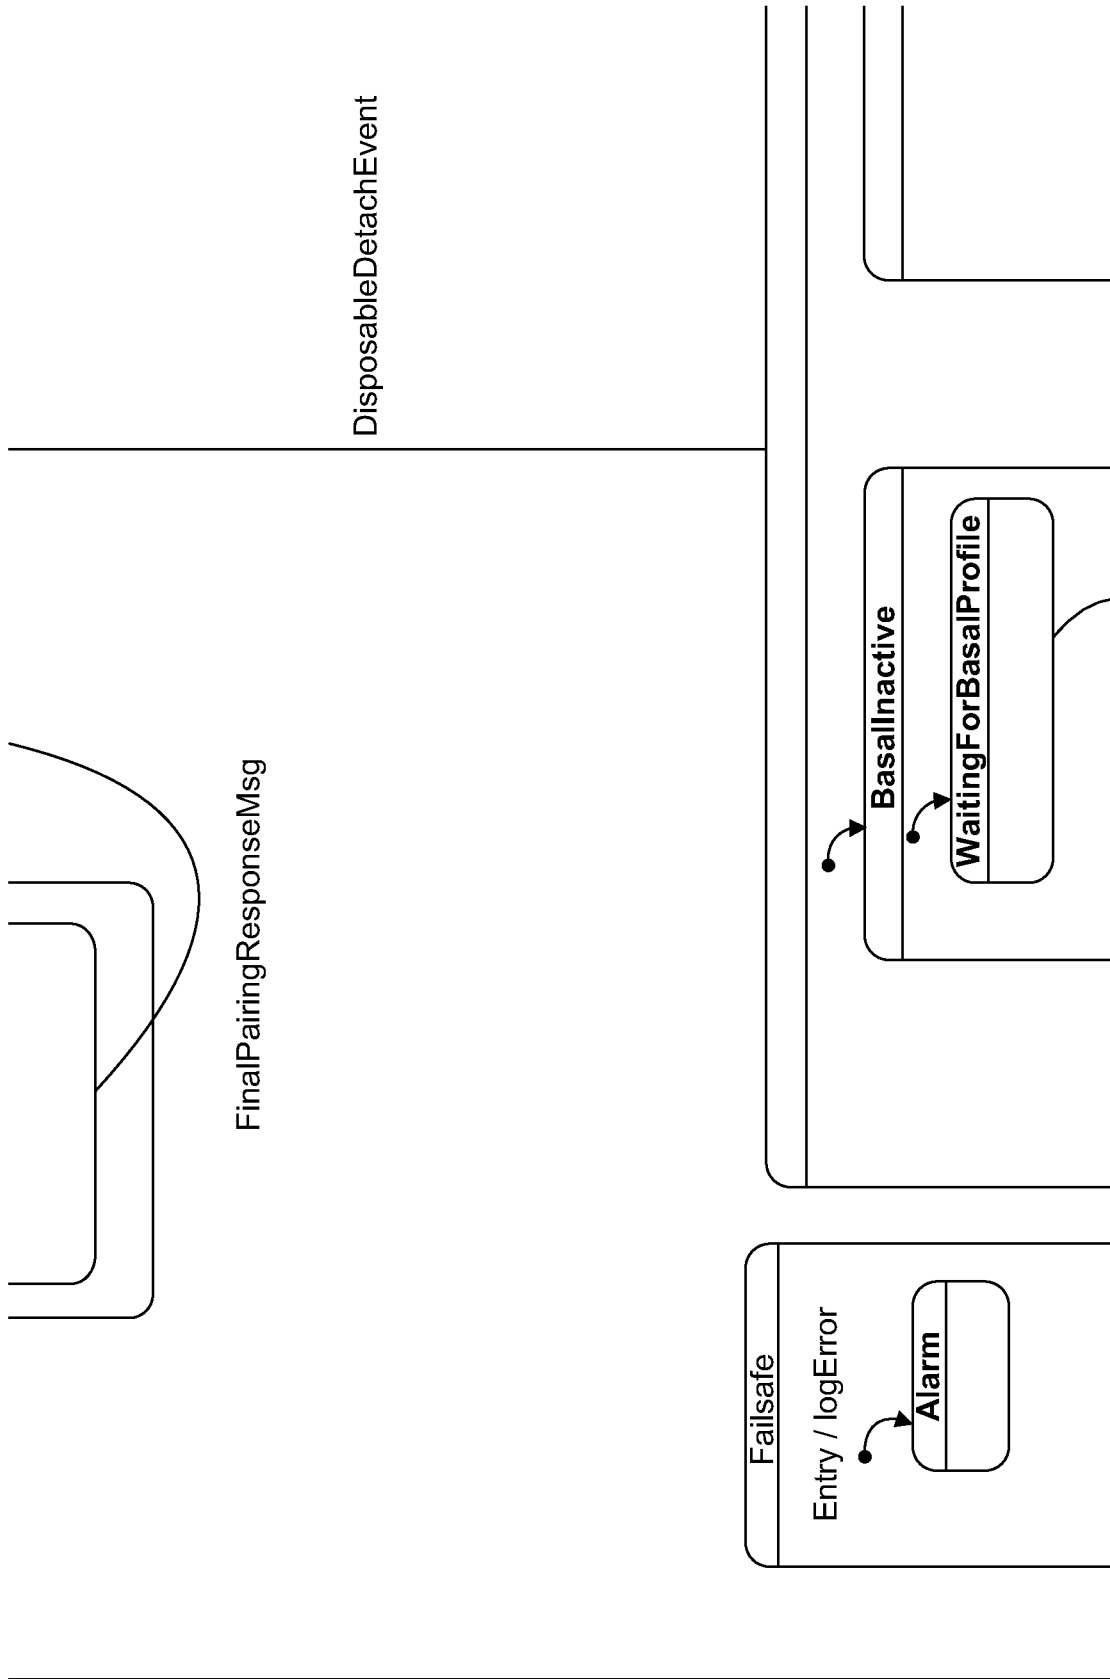 DisposableDetachEvent
FinalPairingResponseMsg
BasalInactive
WaitingForBasalProfile
Failsafe
Entry / logError
Alarm